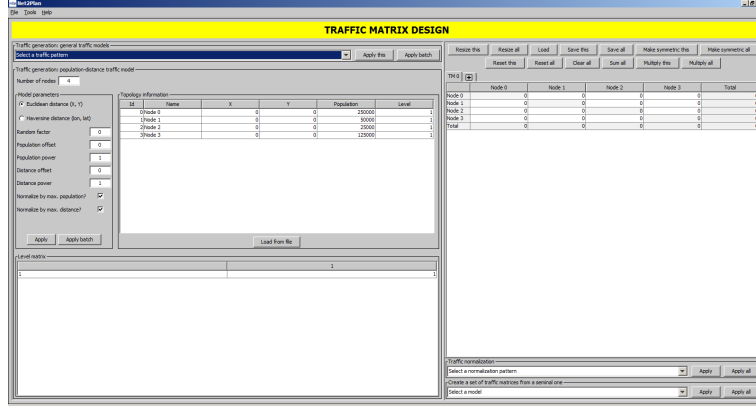 Net2Plan
File Tools Help
TRAFFIC MATRIX DESIGN
Traffic generation: general traffic models
Select a traffic pattern Apply this Apply batch
Traffic generation: population-distance traffic model
Number of nodes 4
Model parameters
Euclidean distance (X, Y)
Haversine distance (lon, lat)
Random factor 0
Population offset 0
Population power 1
Distance offset 0
Distance power 1
Normalize by max. population?
Normalize by max. distance?
Apply Apply batch
Topology information
Id Name X Y Population Level
0 Node 0 0 0 250000 1
1 Node 1 0 0 50000 1
2 Node 2 0 0 25000 1
3 Node 3 0 0 125000 1
Load from file
Level matrix
1
1 1
Resize this Resize all Load Save this Save all Make symmetric this Make symmetric all
Reset this Reset all Clear all Sum all Multiply this Multiply all
TM 0
Node 0 Node 1 Node 2 Node 3 Total
Node 0 0 0 0 0
Node 1 0 0 0 0
Node 2 0 0 0 0
Node 3 0 0 0 0
Total 0 0 0 0
Traffic normalization
Select a normalization pattern Apply Apply all
Create a set of traffic matrices from a seminal one
Select a model Apply Apply all